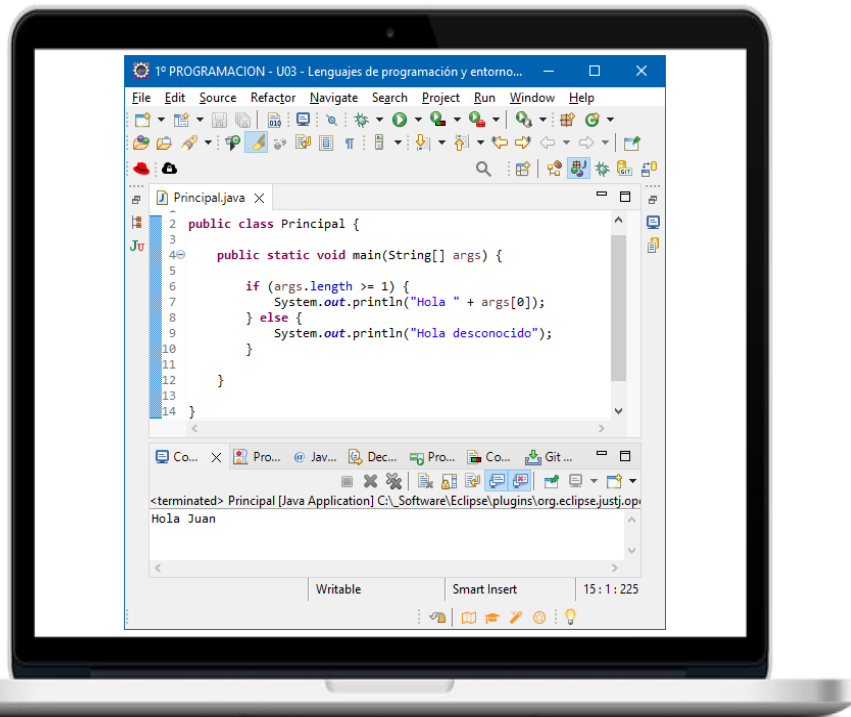 1º PROGRAMACION - U03 - Lenguajes de programación y entorno...
File Edit Source Refactor Navigate Search Project Run Window Help
Principal.java
2 public class Principal {
3
4 public static void main(String[] args) {
5
6 if (args.length >= 1) {
7 System.out.println("Hola " + args[0]);
8 } else {
9 System.out.println("Hola desconocido");
10 }
11
12 }
13
14 }
Co... Pro... @ Jav... Dec... Pro... Co... Git ...
<terminated> Principal [Java Application] C:\_Software\Eclipse\plugins\org.eclipse.justj.op
Hola Juan
Writable Smart Insert 15 : 1 : 225